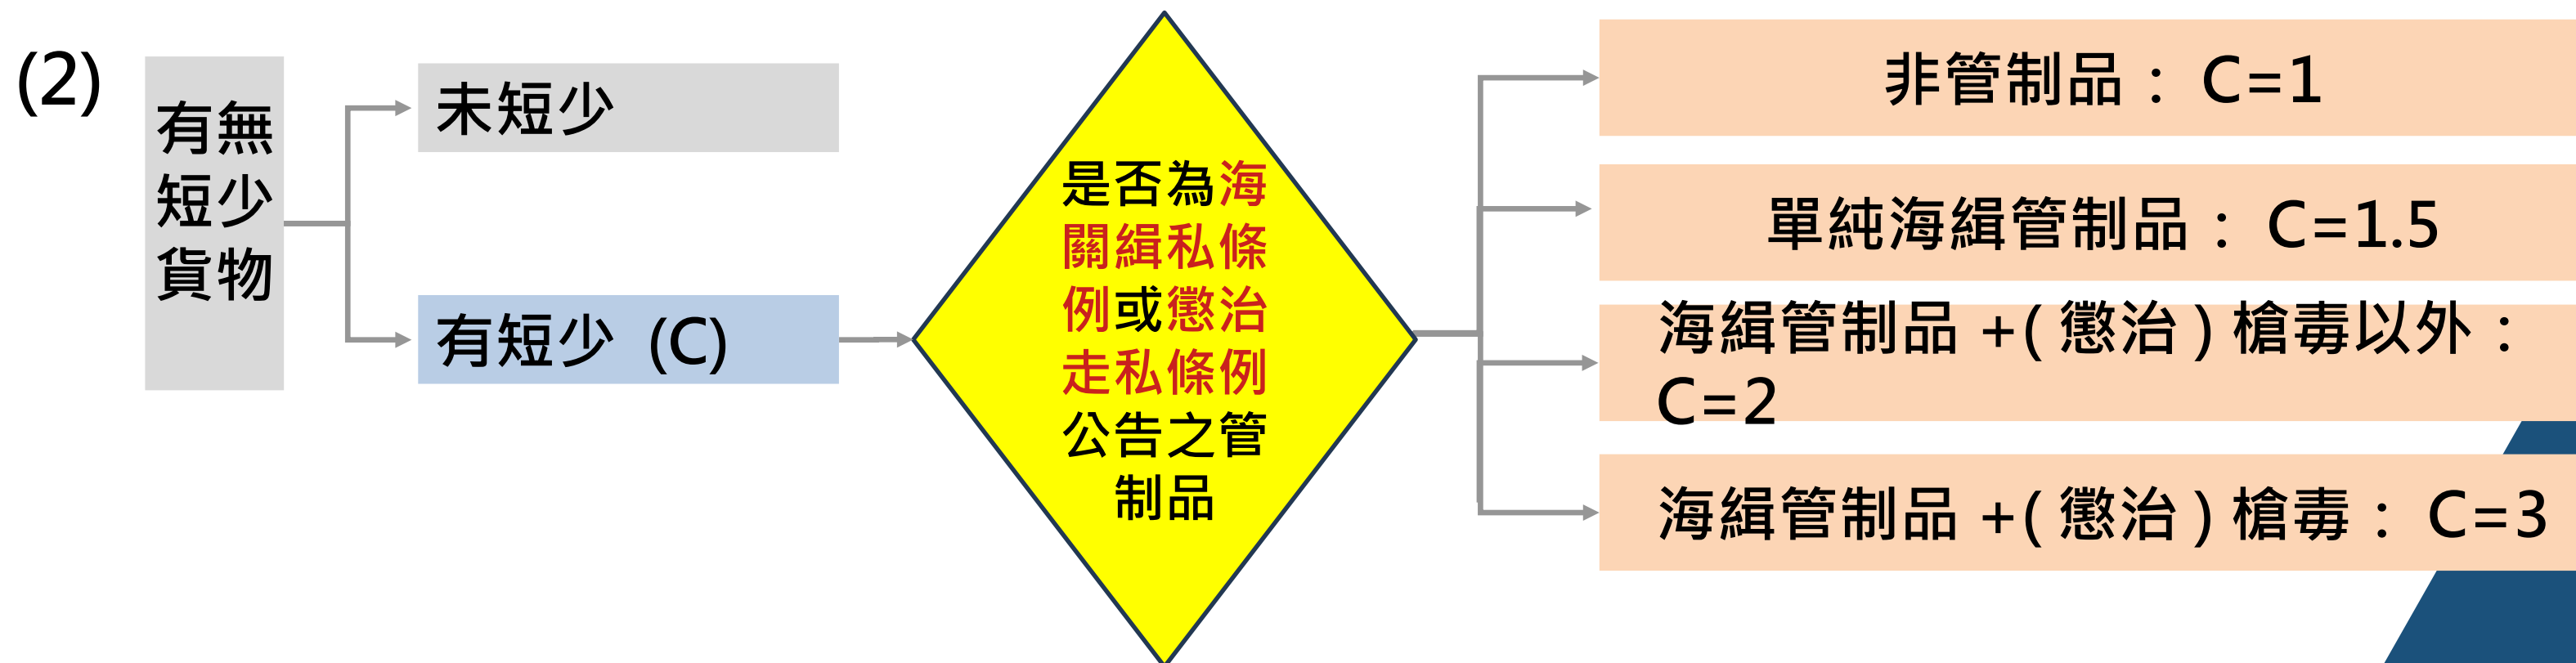 (2)
有無
短少
貨物
未短少
有短少 (C)
是否為海
關緝私條
例或懲治
走私條例
公告之管
制品
非管制品： C=1
單純海緝管制品： C=1.5
海緝管制品 +( 懲治 ) 槍毒以外：
C=2
海緝管制品 +( 懲治 ) 槍毒： C=3